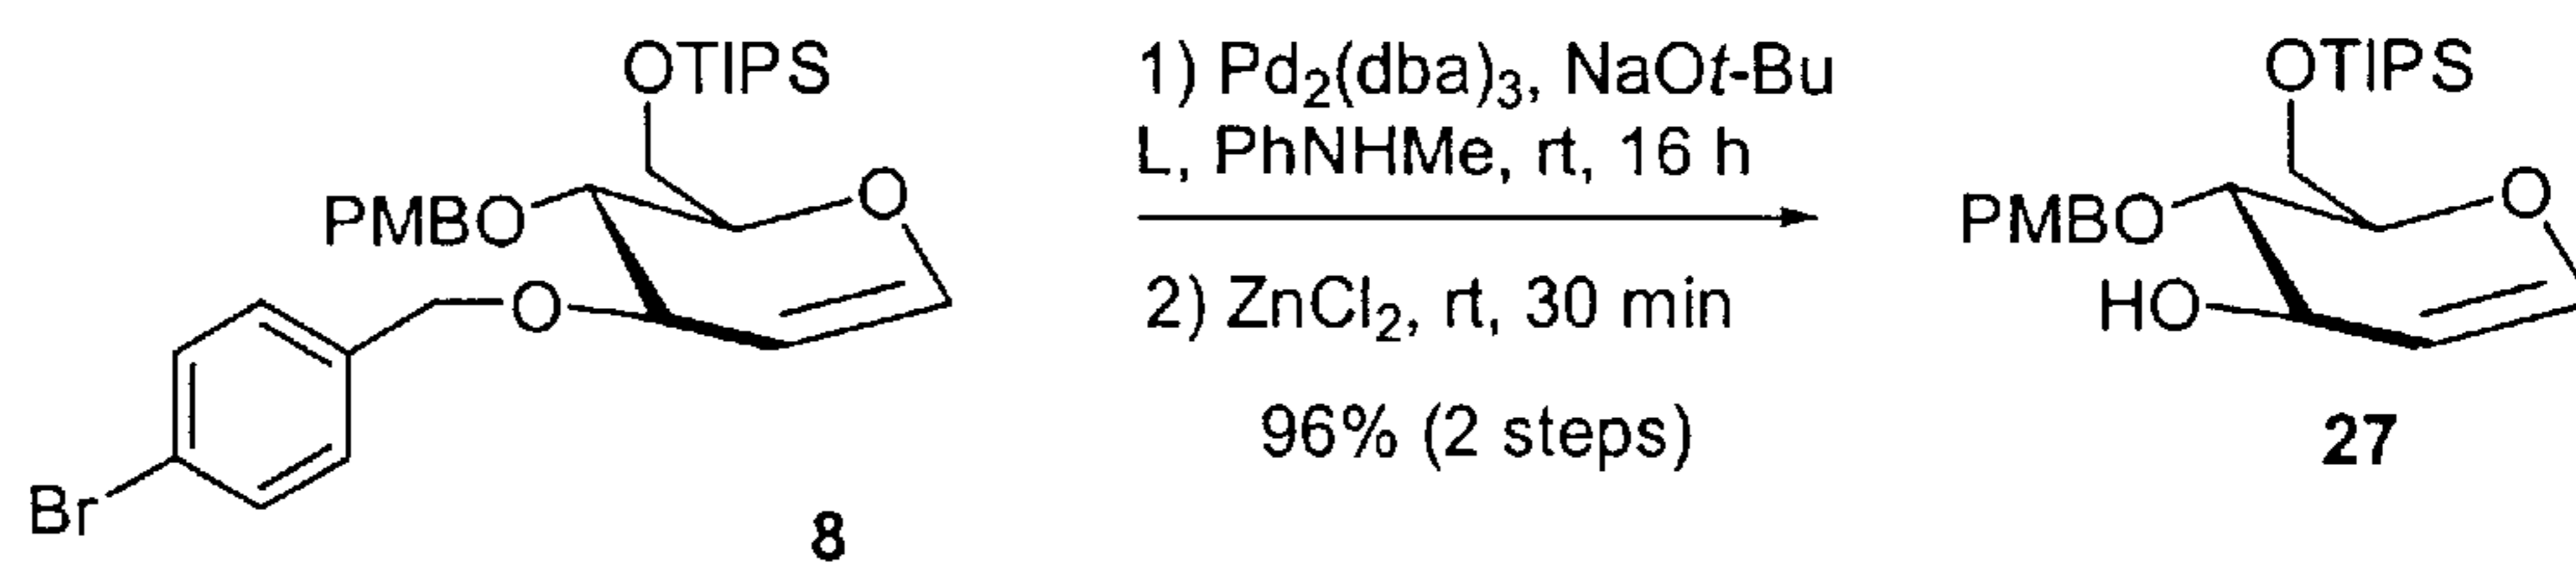 OTIPS
O
PMBO
O
Br
8
1) Pd₂(dba)₃, NaOt-Bu
L, PhNHMe, rt, 16 h
2) ZnCl₂, rt, 30 min
96% (2 steps)
OTIPS
O
PMBO
HO
27